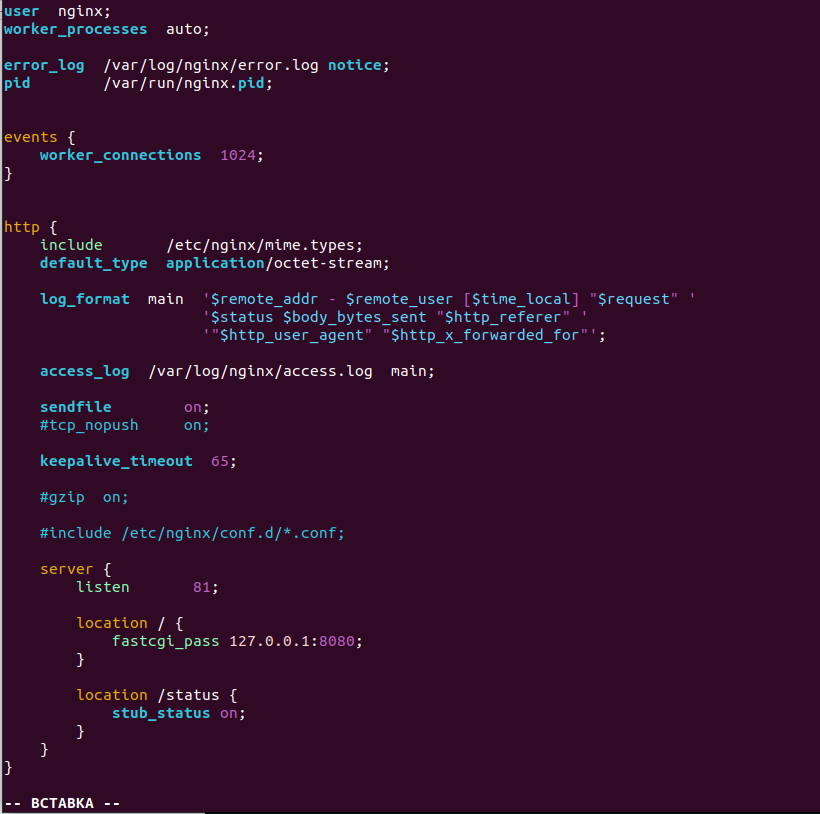 user  nginx;
worker_processes  auto;
error_log  /var/log/nginx/error.log notice;
pid        /var/run/nginx.pid;
events {
    worker_connections  1024;
}
http {
    include       /etc/nginx/mime.types;
    default_type  application/octet-stream;
    log_format  main  '$remote_addr - $remote_user [$time_local] "$request" '
                      '$status $body_bytes_sent "$http_referer" '
                      '"$http_user_agent" "$http_x_forwarded_for"';
    access_log  /var/log/nginx/access.log  main;
    sendfile        on;
    #tcp_nopush     on;
    keepalive_timeout  65;
    #gzip  on;
    #include /etc/nginx/conf.d/*.conf;
    server {
        listen       81;
        location / {
            fastcgi_pass 127.0.0.1:8080;
        }
        location /status {
            stub_status on;
        }
    }
}
-- ВСТАВКА --